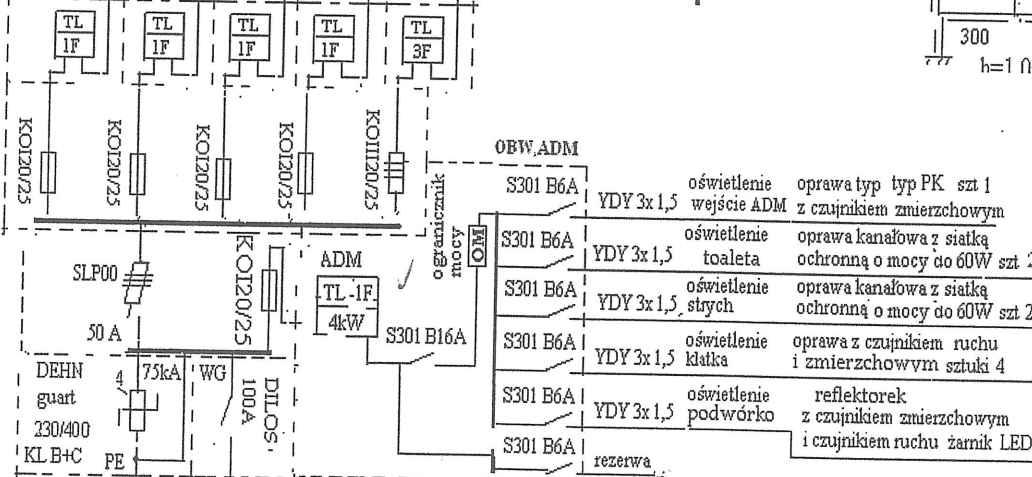 TL
1F
TL
1F
TL
1F
TL
1F
TL
3F
300
KOI20/25
KOI20/25
KOI20/25
KOI20/25
KOIII20/25
OBW.ADM
ogranicznik
mocy
OM
S301 B6A
YDY 3x 1,5
oświetlenie
wejście ADM
oprawa typ typ PK szt 1
z czujnikiem zmierzchowym
S301 B6A
YDY 3x 1,5
oświetlenie
toaleta
oprawa kanałowa z siatką
ochronną o mocy do 60W szt 2
S301 B6A
YDY 3x 1,5
oświetlenie
strych
oprawa kanałowa z siatką
ochronną o mocy do 60W szt 2
S301 B6A
YDY 3x 1,5
oświetlenie
klatka
oprawa z czujnikiem ruchu
i zmierzchowym sztuki 4
S301 B6A
YDY 3x 1,5
oświetlenie
podwórko
reflektorek
z czujnikiem zmierzchowym
i czujnikiem ruchu żarnik LED
S301 B6A
rezerwa
SLP00
50 A
KOI20/25
ADM
TL -1F
4kW
S301 B16A
DEHN
guart
230/400
KL B+C
4
75kA
PE
WG
DILOS
100A